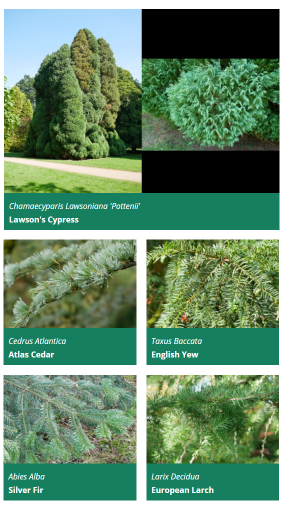 Chamaecyparis Lawsoniana 'Pottenii'
Lawson's Cypress
Cedrus Atlantica
Atlas Cedar
Taxus Baccata
English Yew
Abies Alba
Silver Fir
Larix Decidua
European Larch